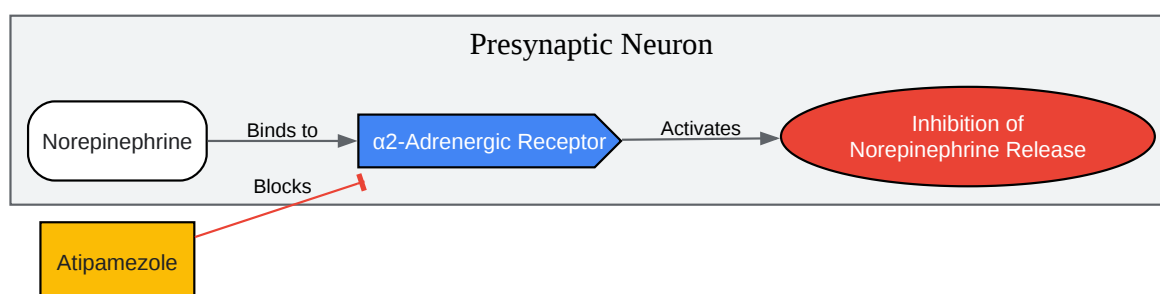 Presynaptic Neuron
Norepinephrine
Binds to
α2-Adrenergic Receptor
Activates
Inhibition of
Norepinephrine Release
Blocks
Atipamezole